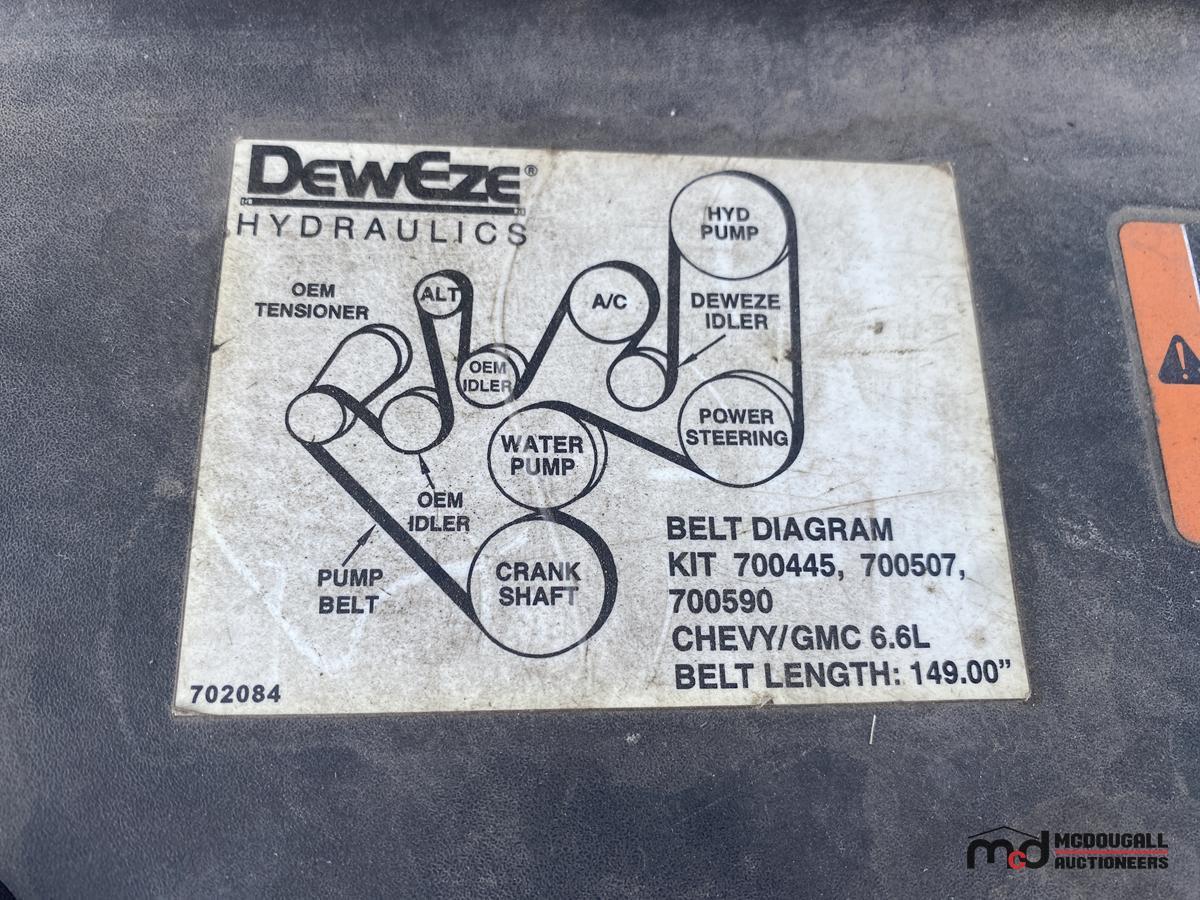 DEWEZE®
HYDRAULICS
OEM
TENSIONER
ALT
OEM
IDLER
A/C
HYD
PUMP
DEWEZE
IDLER
POWER
STEERING
WATER
PUMP
OEM
IDLER
PUMP
BELT
CRANK
SHAFT
BELT DIAGRAM
KIT 700445, 700507,
700590
CHEVY/GMC 6.6L
BELT LENGTH: 149.00”
702084
mcd
MCDOUGALL
AUCTIONEERS